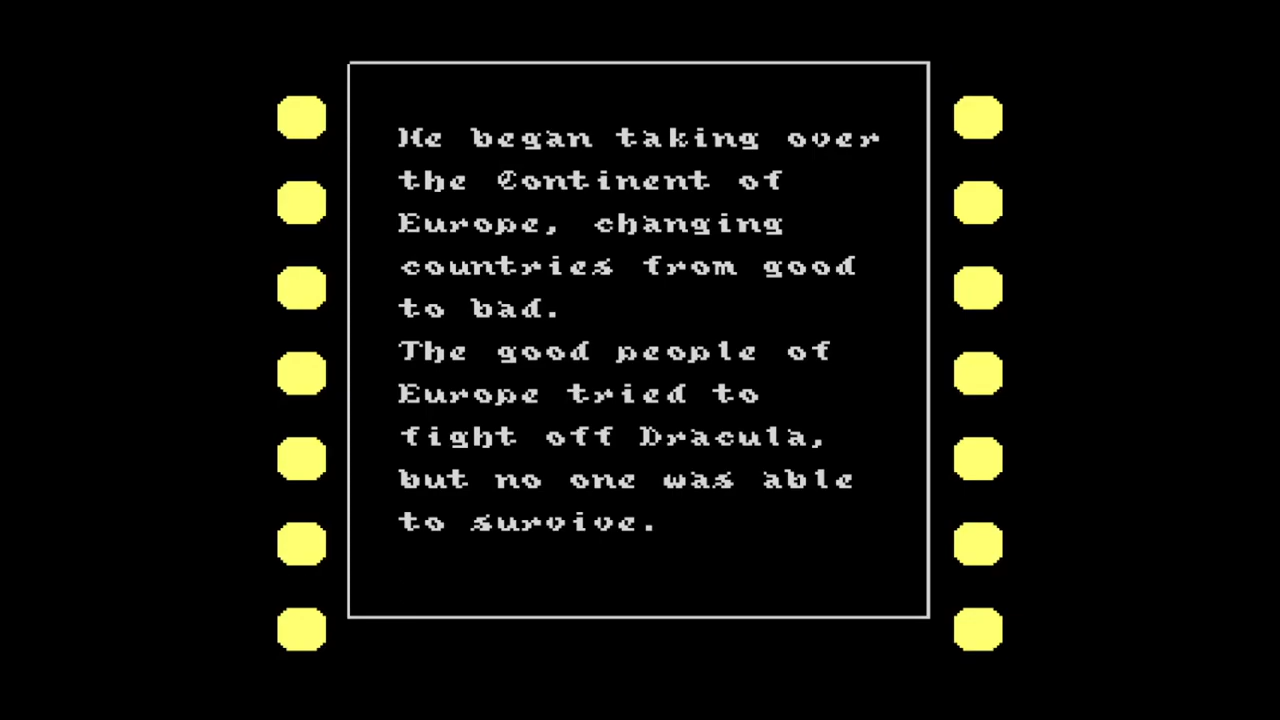 He began taking over
the Continent of
Europe, changing
countries from good
to bad.
The good people of
Europe tried to
fight off Dracula,
but no one was able
to survive.